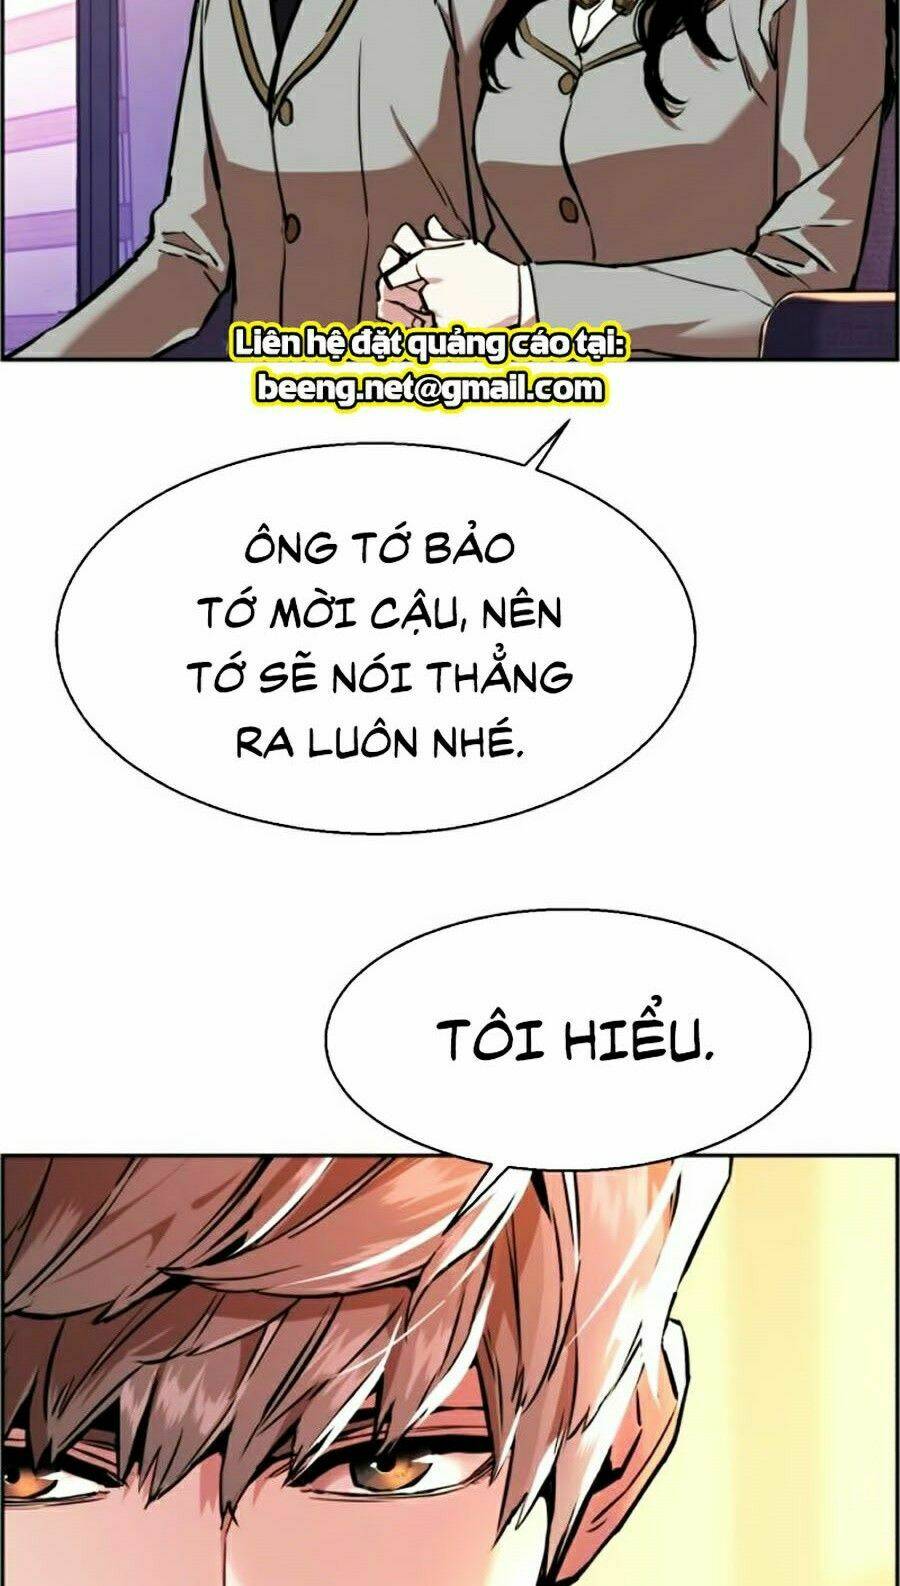 Liên hệ đặt quảng cáo tại:
beeng.net@gmail.com
ÔNG TỚ BẢO
TỚ MỜI CẬU, NÊN
TỚ SẼ NÓI THẲNG
RA LUÔN NHÉ.
TÔI HIỂU.